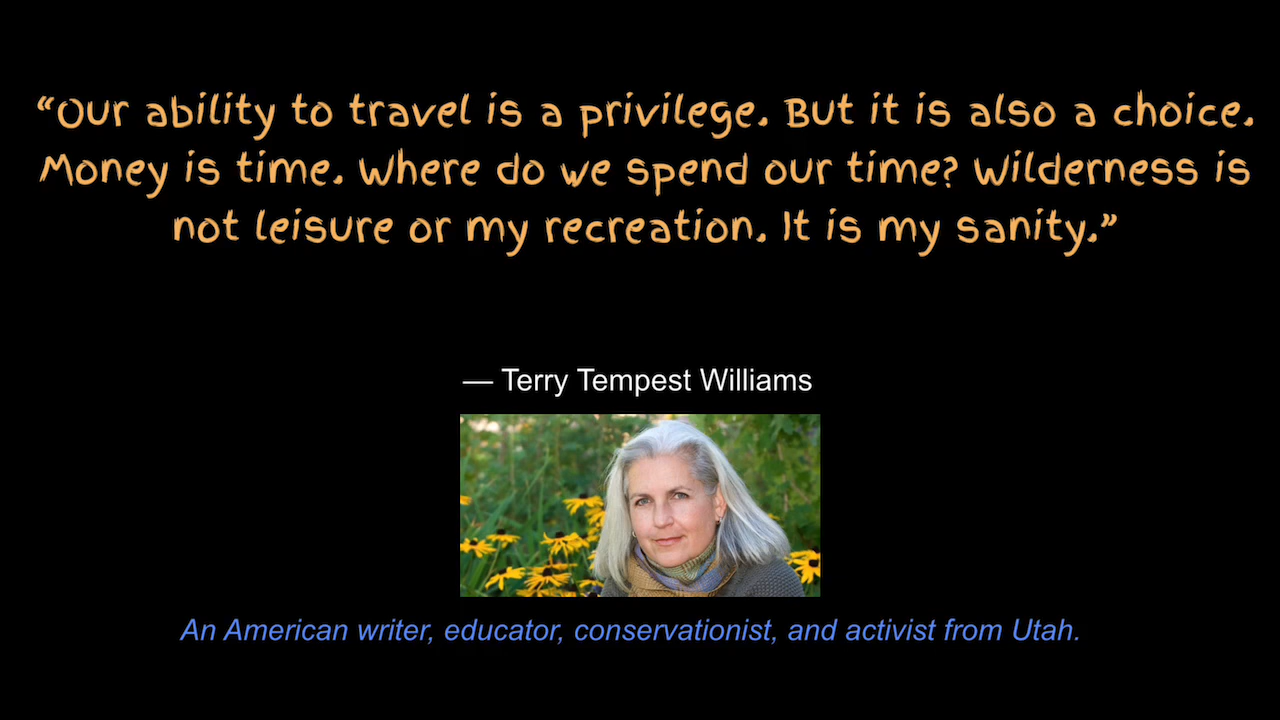 “Our ability to travel is a privilege. But it is also a choice.
Money is time. Where do we spend our time? Wilderness is
not leisure or my recreation. It is my sanity.”
— Terry Tempest Williams
An American writer, educator, conservationist, and activist from Utah.